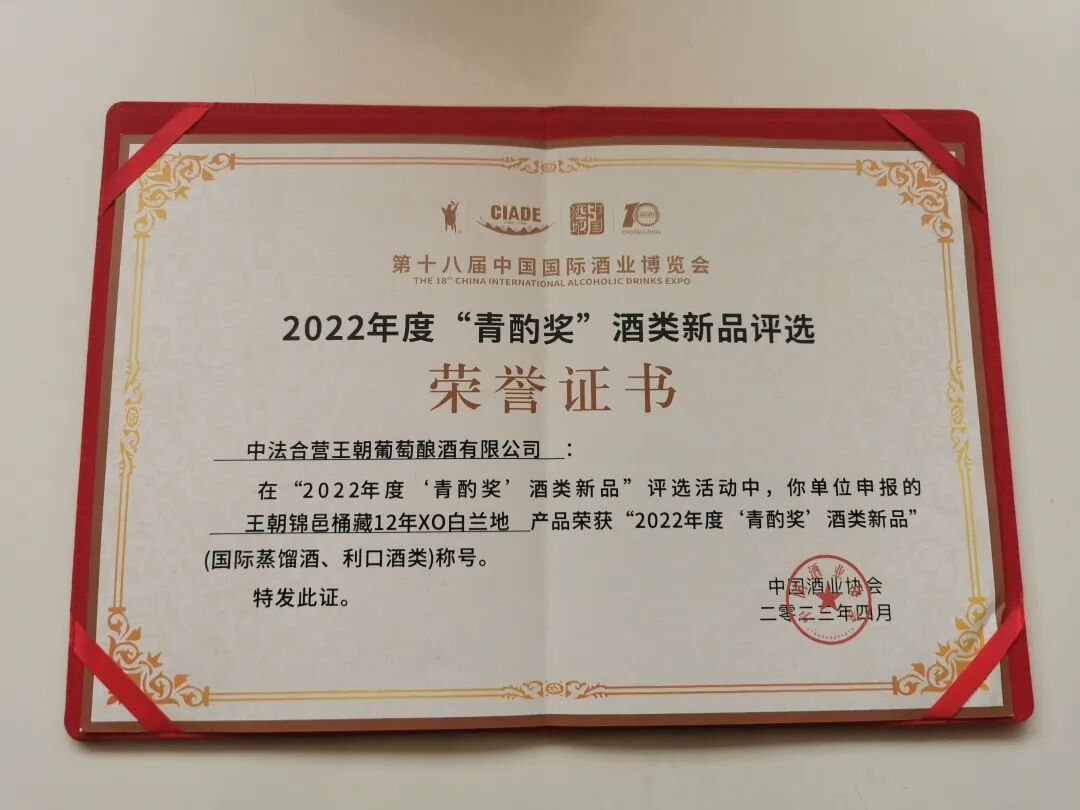 CIADE
第十八届中国国际酒业博览会
THE 18TH CHINA INTERNATIONAL ALCOHOLIC DRINKS EXPO
2022年度“青酌奖”酒类新品评选
荣誉证书
中法合营王朝葡萄酿酒有限公司：
在“2022年度‘青酌奖’酒类新品”评选活动中，你单位申报的
王朝锦邑桶藏12年XO白兰地 产品荣获“2022年度‘青酌奖’酒类新品”
(国际蒸馏酒、利口酒类)称号。
特发此证。
中国酒业协会
二零二三年四月